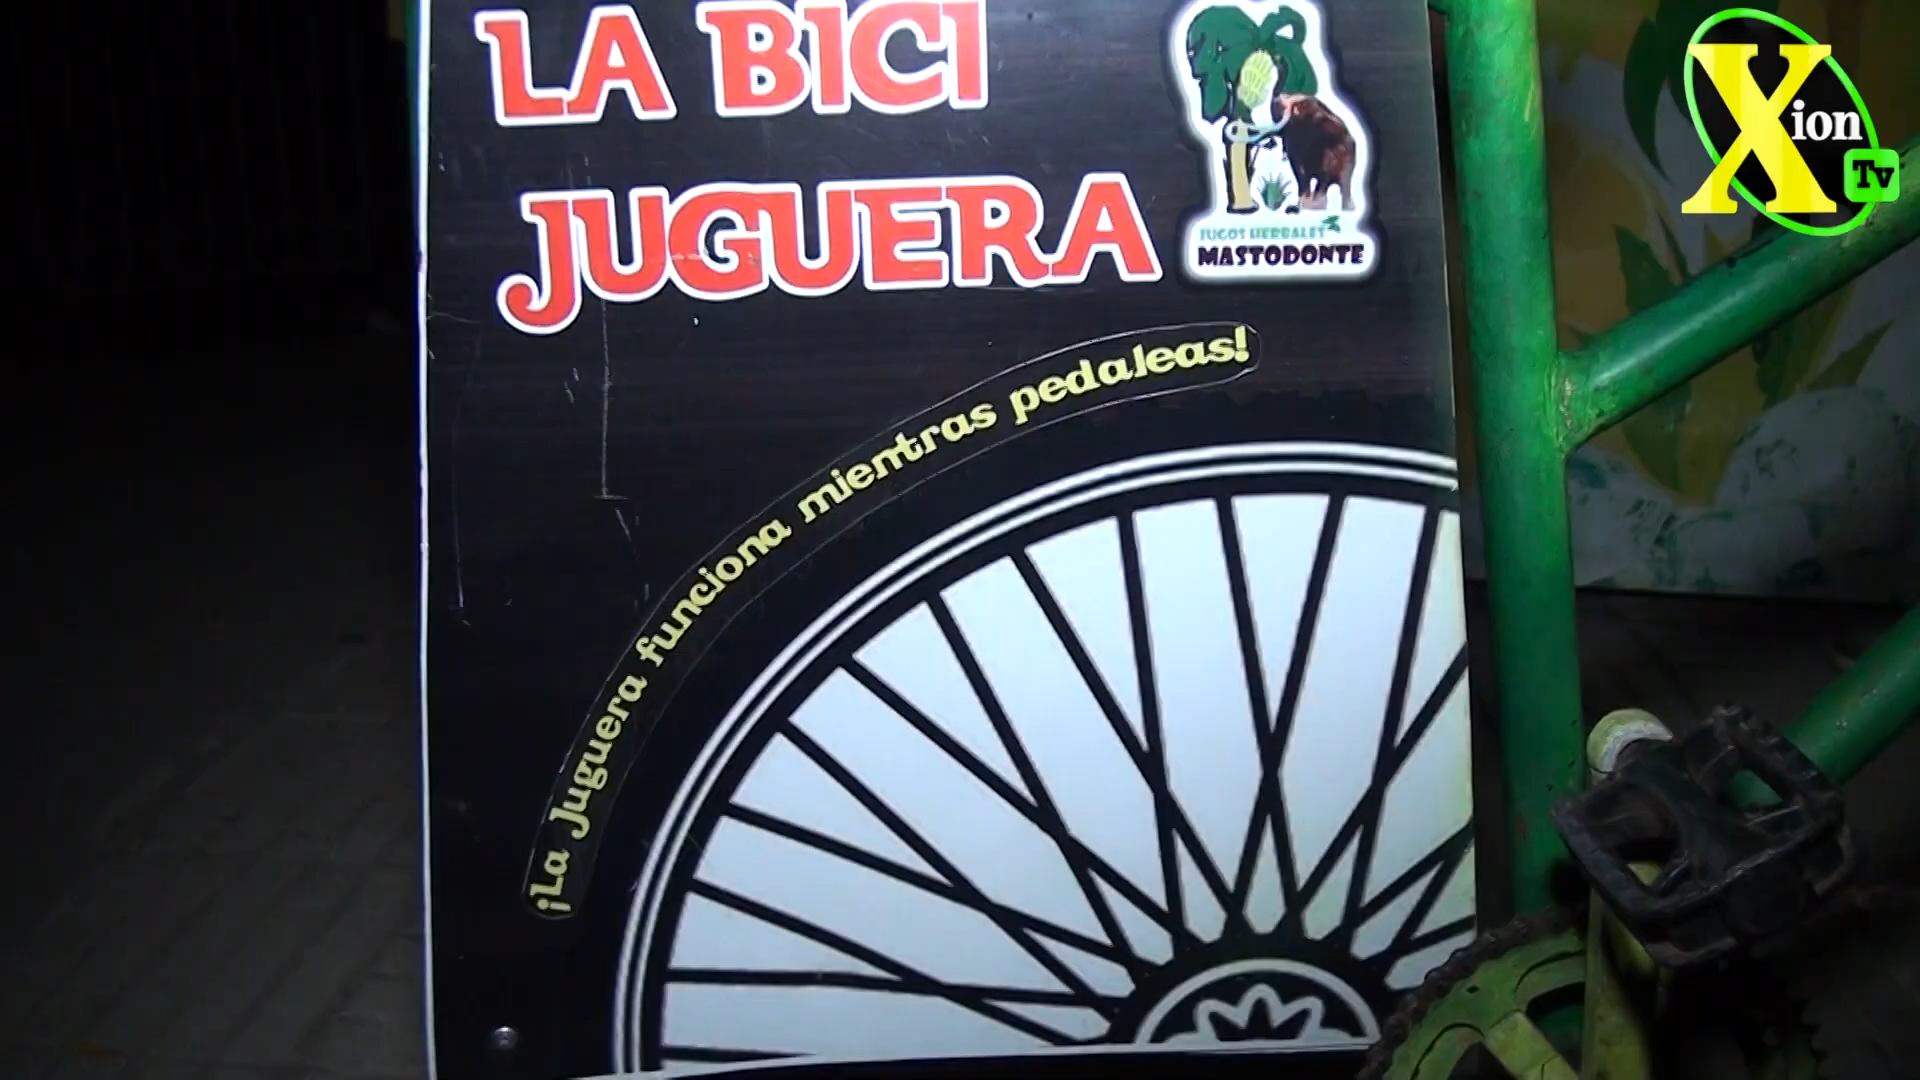 LA BICI
JUGUERA
JUGOS HERBALES
MASTODONTE
¡La Juguera funciona mientras pedaleas!
Xion
Tv